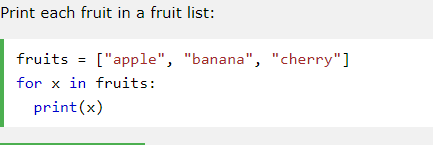 Print each fruit in a fruit list:
fruits = ["apple", "banana", "cherry"]
for x in fruits:
  print(x)